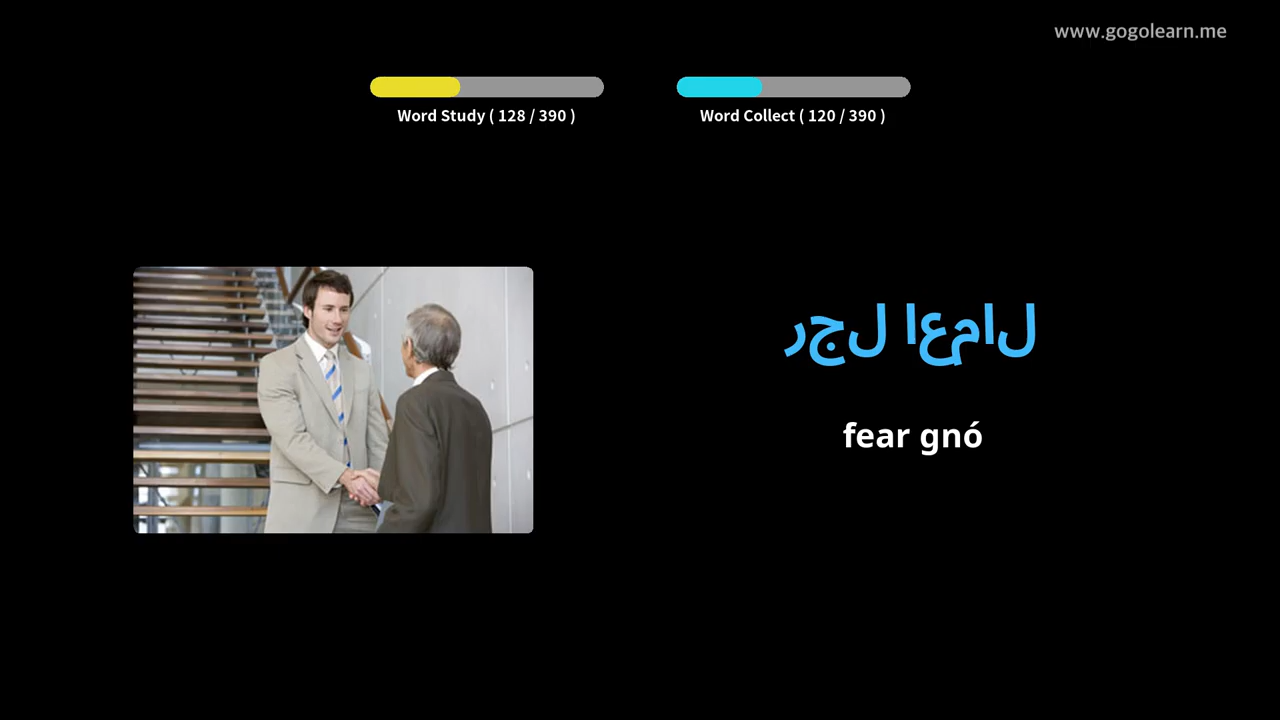 www.gogolearn.me
Word Study ( 128 / 390 )
Word Collect ( 120 / 390 )
رجل اعمال
fear gnó